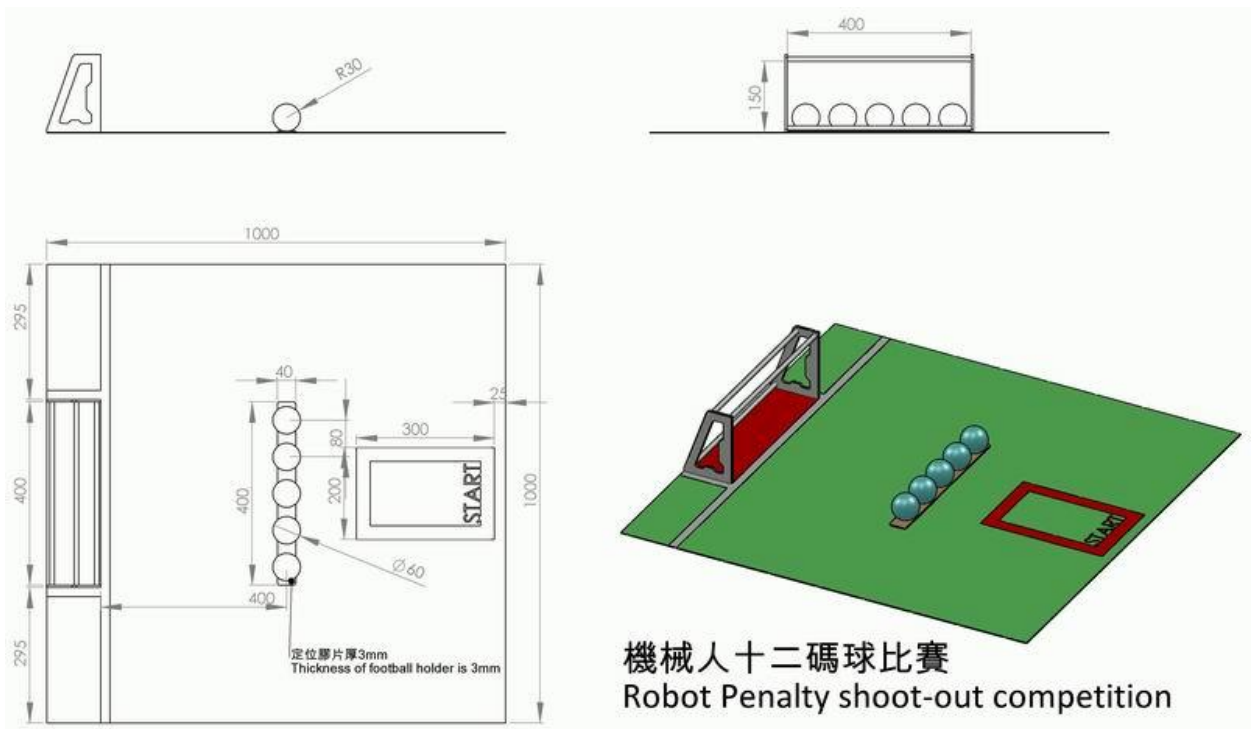 R30
400
150
1000
295
40
25
300
80
200
START
400
400
1000
Ø60
400
295
定位膠片厚3mm
Thickness of football holder is 3mm
START
機械人十二碼球比賽
Robot Penalty shoot-out competition